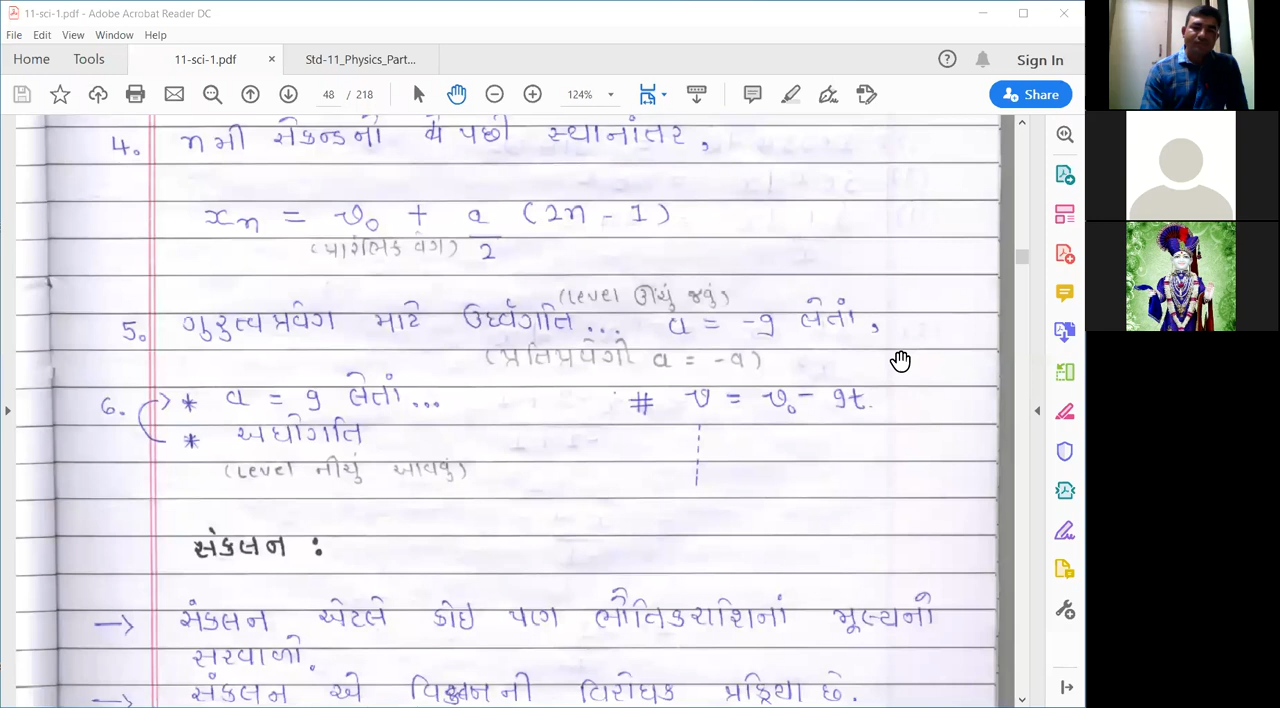 11-sci-1.pdf - Adobe Acrobat Reader DC
File Edit View Window Help
Home Tools 11-sci-1.pdf × Std-11_Physics_Part... Sign In
48 / 218 124% Share
4. n મી સેકન્ડનો પછી સ્થાનાંતર,
xn = v0 + a/2 (2n - 1)
(પ્રારંભિક વેગ)
(Level ઊંચું જવું)
5. ગુરુત્વપ્રવેગ માટે ઉર્ધ્વગતિ... a = -g લેતાં,
(પ્રતિપ્રવેગી a = -a)
6. * a = g લેતાં... # v = v0 - gt.
* અધોગતિ
(Level નીચું આવવું)
સંકલન :
→ સંકલન એટલે કોઇ પણ ભૌતિકરાશિનાં મૂલ્યનો
સરવાળો.
→ સંકલન એ વિકલનની વિરોધક પ્રક્રિયા છે.